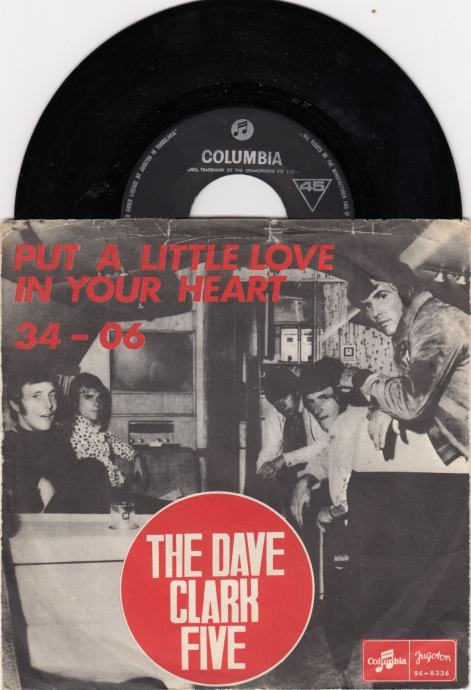 COLUMBIA
REG. TRADEMARK OF THE GRAMOPHONE CO. LTD
45
PUT A LITTLE LOVE
IN YOUR HEART
34 - 06
THE DAVE
CLARK
FIVE
Columbia
Jugoton
SC-8336